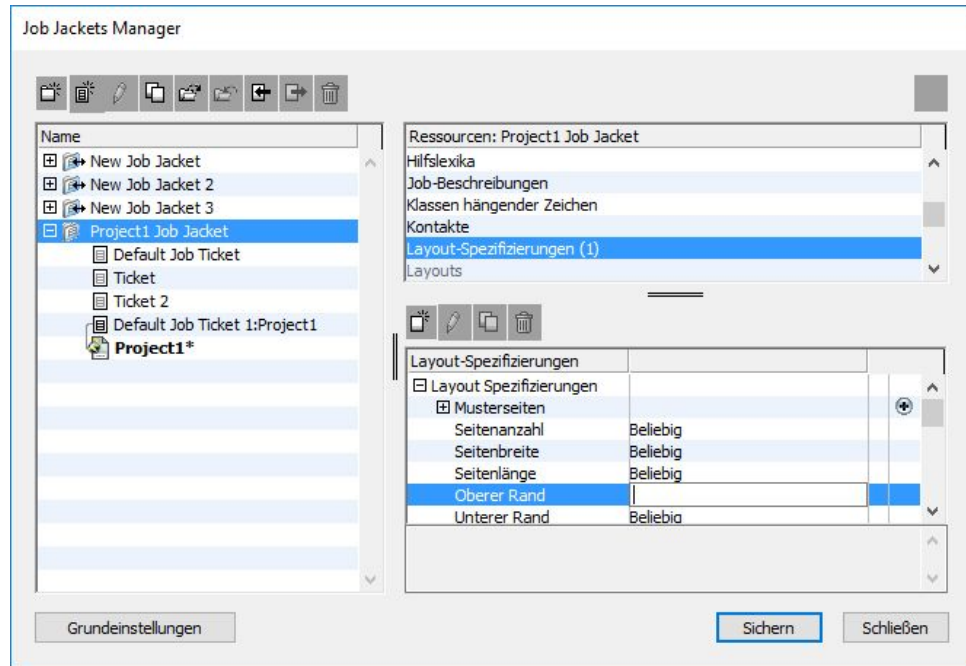 Job Jackets Manager
Name
New Job Jacket
New Job Jacket 2
New Job Jacket 3
Project1 Job Jacket
Default Job Ticket
Ticket
Ticket 2
Default Job Ticket 1:Project1
Project1*
Ressourcen: Project1 Job Jacket
Hilfslexika
Job-Beschreibungen
Klassen hängender Zeichen
Kontakte
Layout-Spezifizierungen (1)
Layouts
Layout-Spezifizierungen
Layout Spezifizierungen
Musterseiten
Seitenanzahl Beliebig
Seitenbreite Beliebig
Seitenlänge Beliebig
Oberer Rand
Unterer Rand Beliebig
Grundeinstellungen
Sichern
Schließen